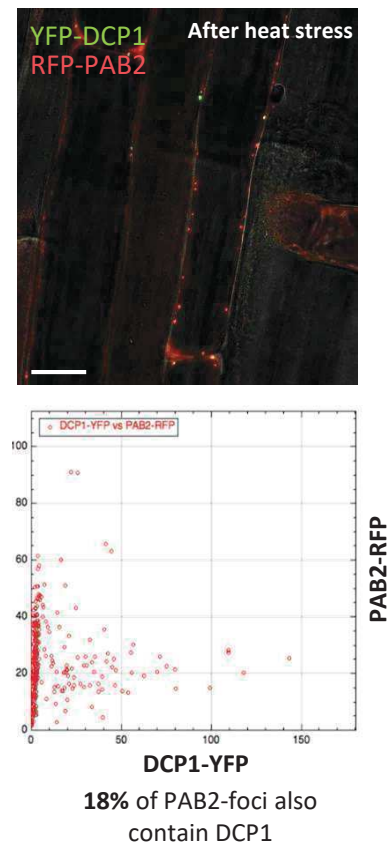 YFP-DCP1
After heat stress
RFP-PAB2
DCP1-YFP vs PAB2-RFP
100
80
60
40
20
0
0
50
100
150
PAB2-RFP
DCP1-YFP
18% of PAB2-foci also
contain DCP1